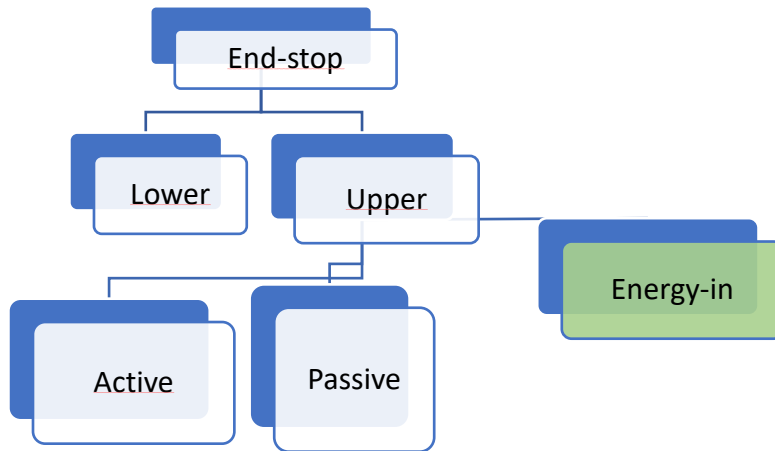 End-stop
Lower
Upper
Energy-in
Active
Passive